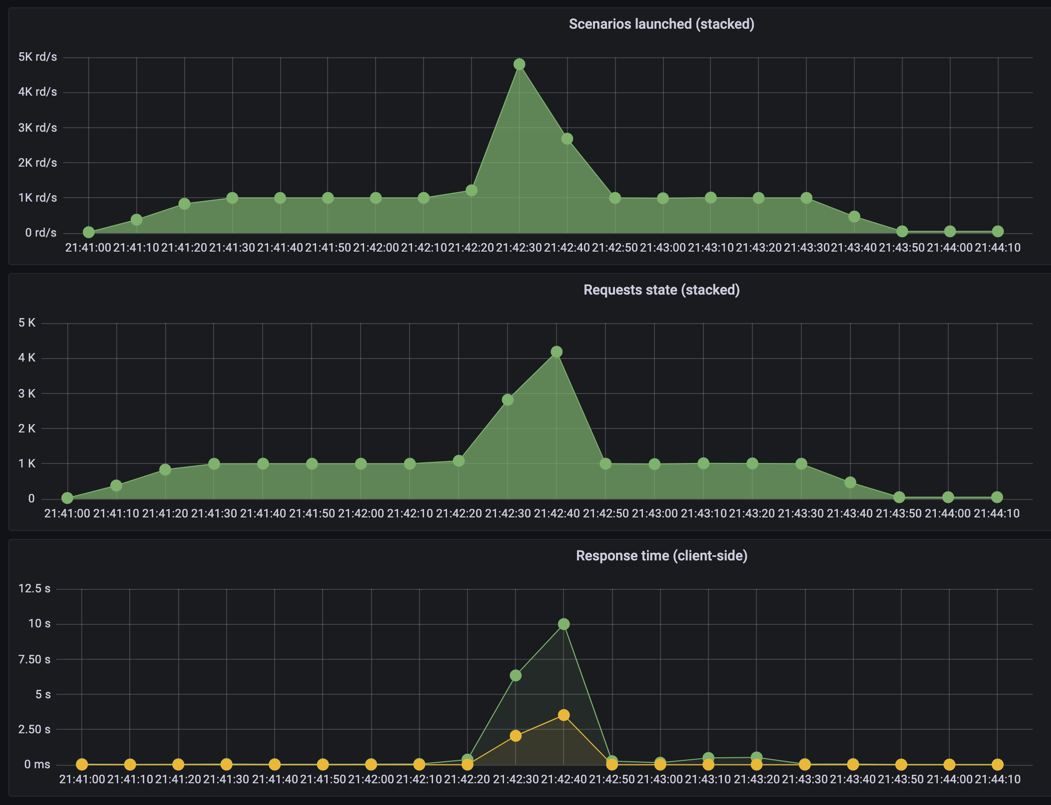 Scenarios launched (stacked)
5K rd/s
4K rd/s
3K rd/s
2K rd/s
1K rd/s
0 rd/s
21:41:00 21:41:10 21:41:20 21:41:30 21:41:40 21:41:50 21:42:00 21:42:10 21:42:20 21:42:30 21:42:40 21:42:50 21:43:00 21:43:10 21:43:20 21:43:30 21:43:40 21:43:50 21:44:00 21:44:10
Requests state (stacked)
5 K
4 K
3 K
2 K
1 K
0
21:41:00 21:41:10 21:41:20 21:41:30 21:41:40 21:41:50 21:42:00 21:42:10 21:42:20 21:42:30 21:42:40 21:42:50 21:43:00 21:43:10 21:43:20 21:43:30 21:43:40 21:43:50 21:44:00 21:44:10
Response time (client-side)
12.5 s
10 s
7.50 s
5 s
2.50 s
0 ms
21:41:00 21:41:10 21:41:20 21:41:30 21:41:40 21:41:50 21:42:00 21:42:10 21:42:20 21:42:30 21:42:40 21:42:50 21:43:00 21:43:10 21:43:20 21:43:30 21:43:40 21:43:50 21:44:00 21:44:10